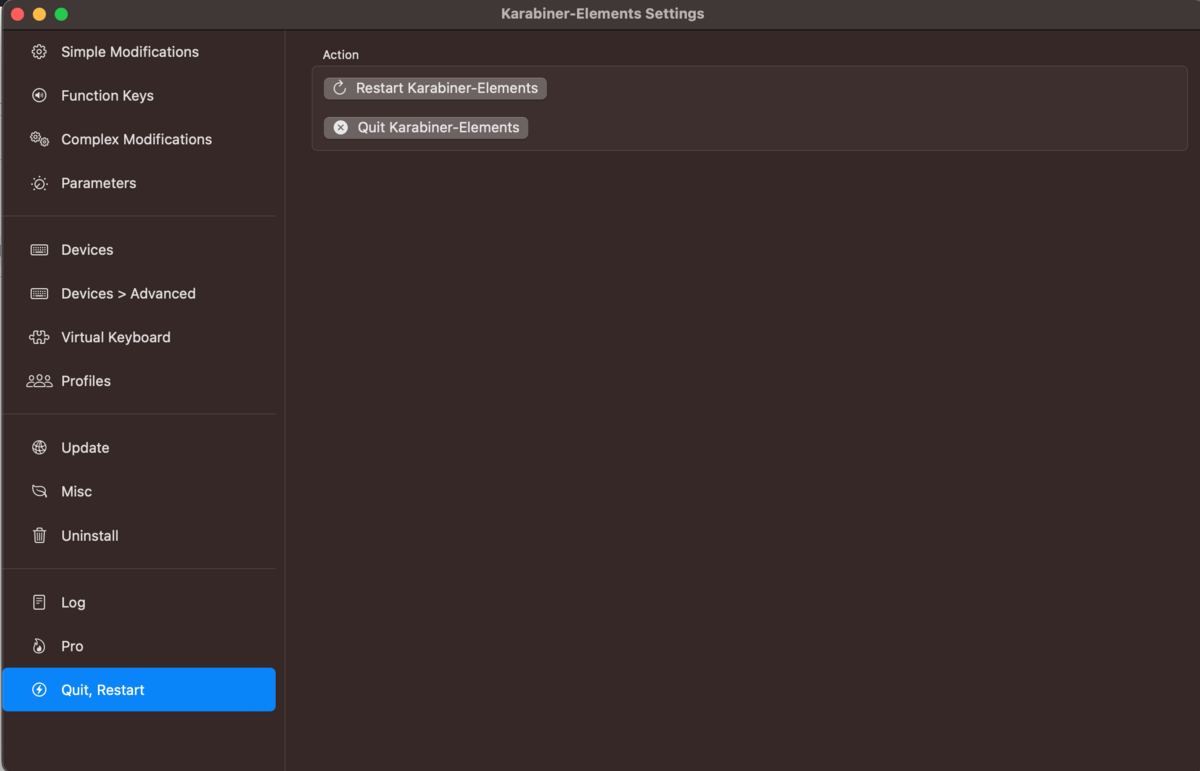 Karabiner-Elements Settings
Simple Modifications
Function Keys
Complex Modifications
Parameters
Devices
Devices > Advanced
Virtual Keyboard
Profiles
Update
Misc
Uninstall
Log
Pro
Quit, Restart
Action
Restart Karabiner-Elements
Quit Karabiner-Elements